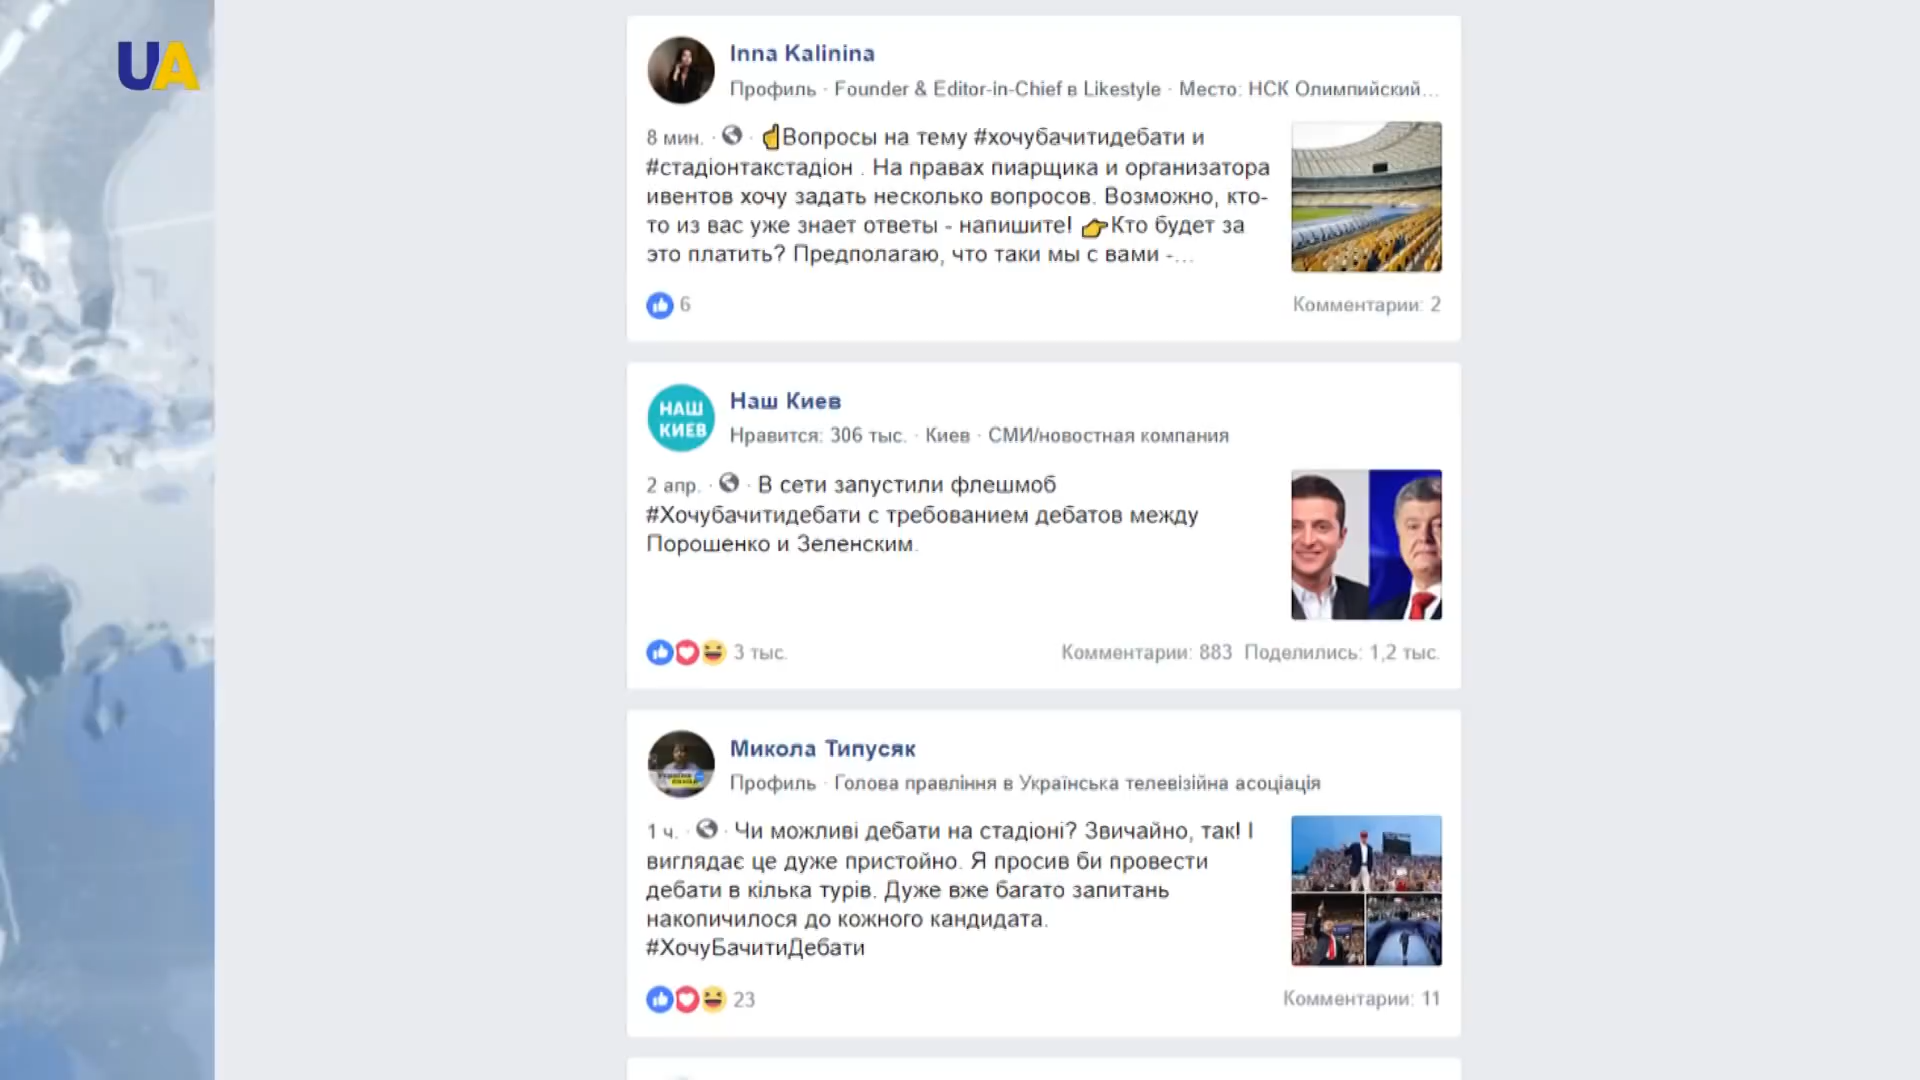 UA
Inna Kalinina
Профиль · Founder & Editor-in-Chief в Likestyle · Место: НСК Олимпийский...
8 мин. · · ☝Вопросы на тему #хочубачитидебати и
#стадіонтакстадіон . На правах пиарщика и организатора
ивентов хочу задать несколько вопросов. Возможно, кто-
то из вас уже знает ответы - напишите! 👉Кто будет за
это платить? Предполагаю, что таки мы с вами -...
6
Комментарии: 2
НАШ
КИЕВ
Наш Киев
Нравится: 306 тыс. · Киев · СМИ/новостная компания
2 апр. · · В сети запустили флешмоб
#Хочубачитидебати с требованием дебатов между
Порошенко и Зеленским.
3 тыс.
Комментарии: 883 Поделились: 1,2 тыс.
Микола Типусяк
Профиль · Голова правління в Українська телевізійна асоціація
1 ч. · · Чи можливі дебати на стадіоні? Звичайно, так! І
виглядає це дуже пристойно. Я просив би провести
дебати в кілька турів. Дуже вже багато запитань
накопичилося до кожного кандидата.
#ХочуБачитиДебати
23
Комментарии: 11